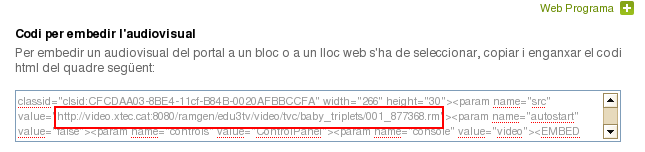 Web Programa
Codi per embedir l'audiovisual
Per embedir un audiovisual del portal a un bloc o a un lloc web s'ha de seleccionar, copiar i enganxar el codi
html del quadre següent:
classid="clsid:CFCDAA03-8BE4-11cf-B84B-0020AFBBCCFA" width="266" height="30"><param name="src"
value="http://video.xtec.cat:8080/ramgen/edu3tv/video/tvc/baby_triplets/001_877368.rm"><param name="autostart"
value="false"><param name="controls" value="ControlPanel"><param name="console" value="video"><EMBED